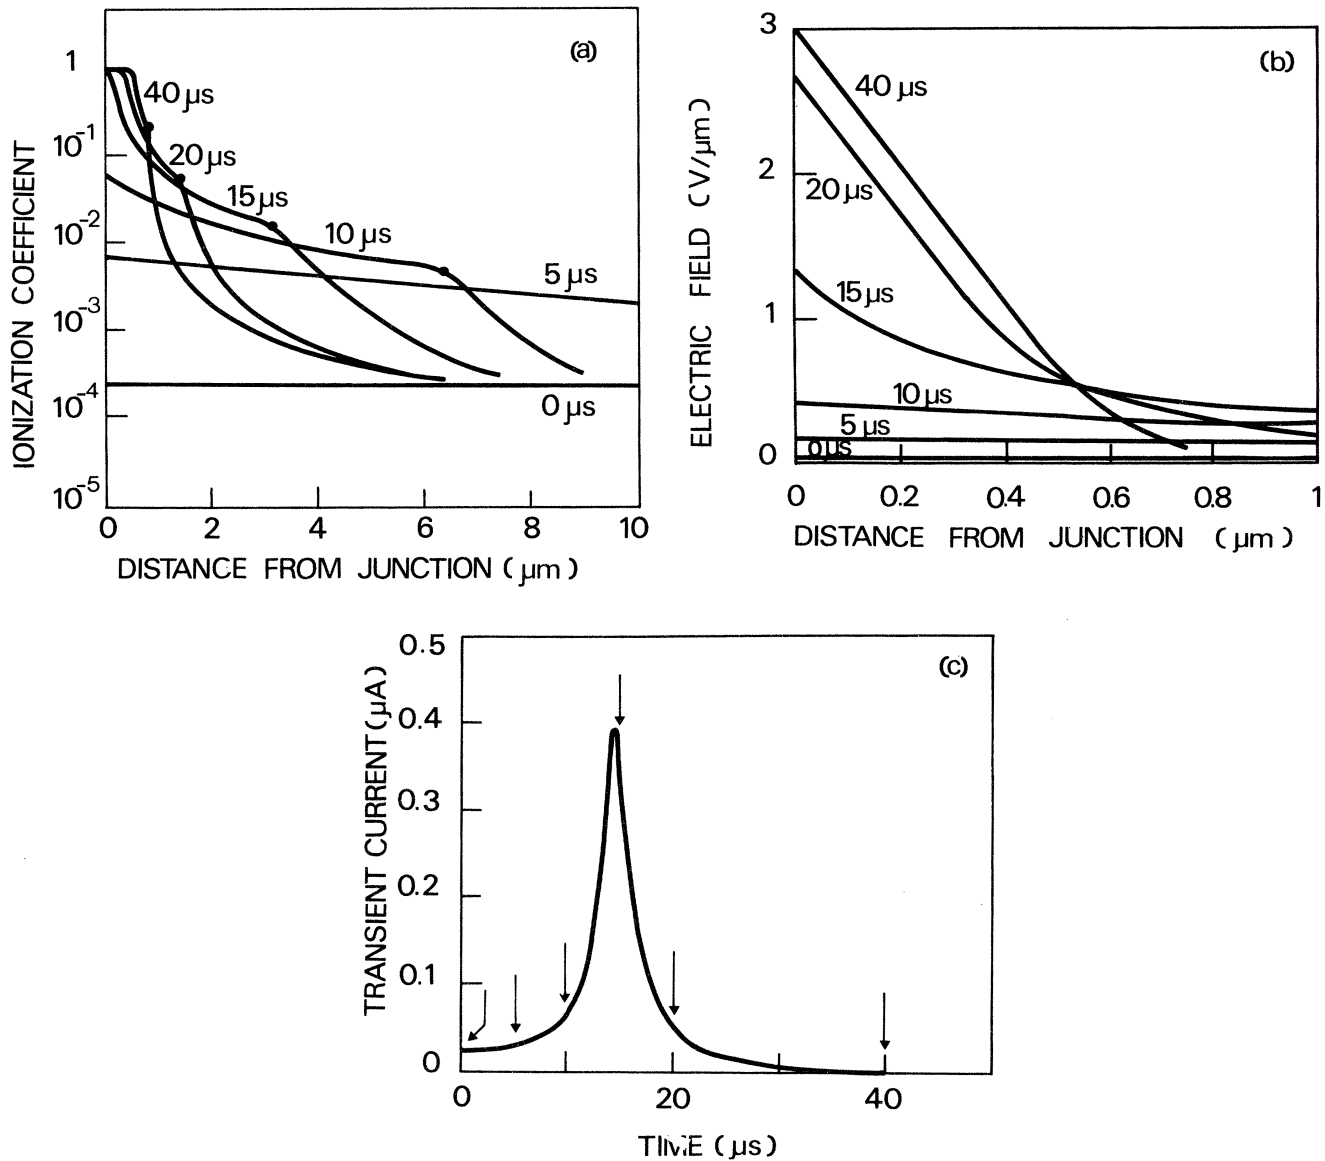 (a)
IONIZATION COEFFICIENT
1
10-1
10-2
10-3
10-4
10-5
40 µs
20 µs
15 µs
10 µs
5 µs
0 µs
0 2 4 6 8 10
DISTANCE FROM JUNCTION ( µm )
(b)
ELECTRIC FIELD ( V/µm )
3
2
1
0
40 µs
20 µs
15 µs
10 µs
5 µs
0 µs
0 0.2 0.4 0.6 0.8 1
DISTANCE FROM JUNCTION ( µm )
(c)
TRANSIENT CURRENT (µA)
0.5
0.4
0.3
0.2
0.1
0
0 20 40
TIME ( µs )